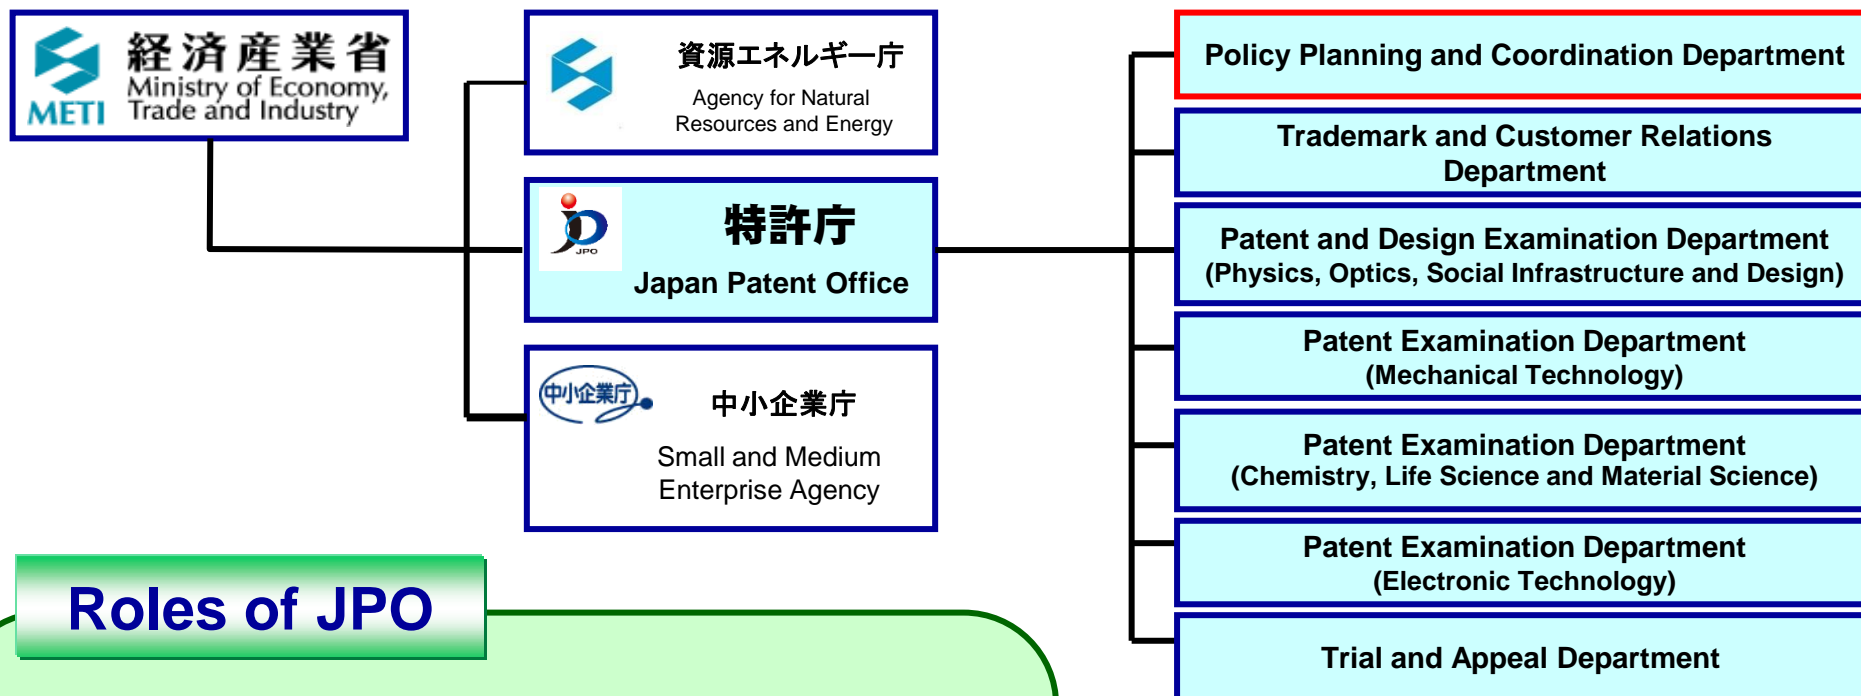 経済産業省
Ministry of Economy,
Trade and Industry
METI
資源エネルギー庁
Agency for Natural
Resources and Energy
特許庁
JPO
Japan Patent Office
中小企業庁
中小企業庁
Small and Medium
Enterprise Agency
Policy Planning and Coordination Department
Trademark and Customer Relations
Department
Patent and Design Examination Department
(Physics, Optics, Social Infrastructure and Design)
Patent Examination Department
(Mechanical Technology)
Patent Examination Department
(Chemistry, Life Science and Material Science)
Patent Examination Department
(Electronic Technology)
Trial and Appeal Department
Roles of JPO